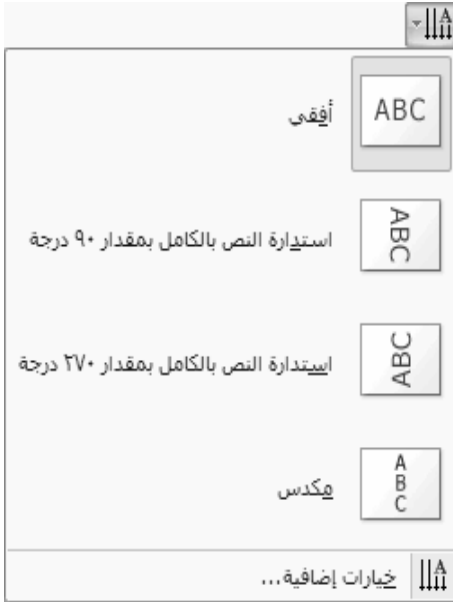 أفقي
ABC
استدارة النص بالكامل بمقدار ٩٠ درجة
ABC
استدارة النص بالكامل بمقدار ٢٧٠ درجة
ABC
مكدس
A
B
C
خيارات إضافية...